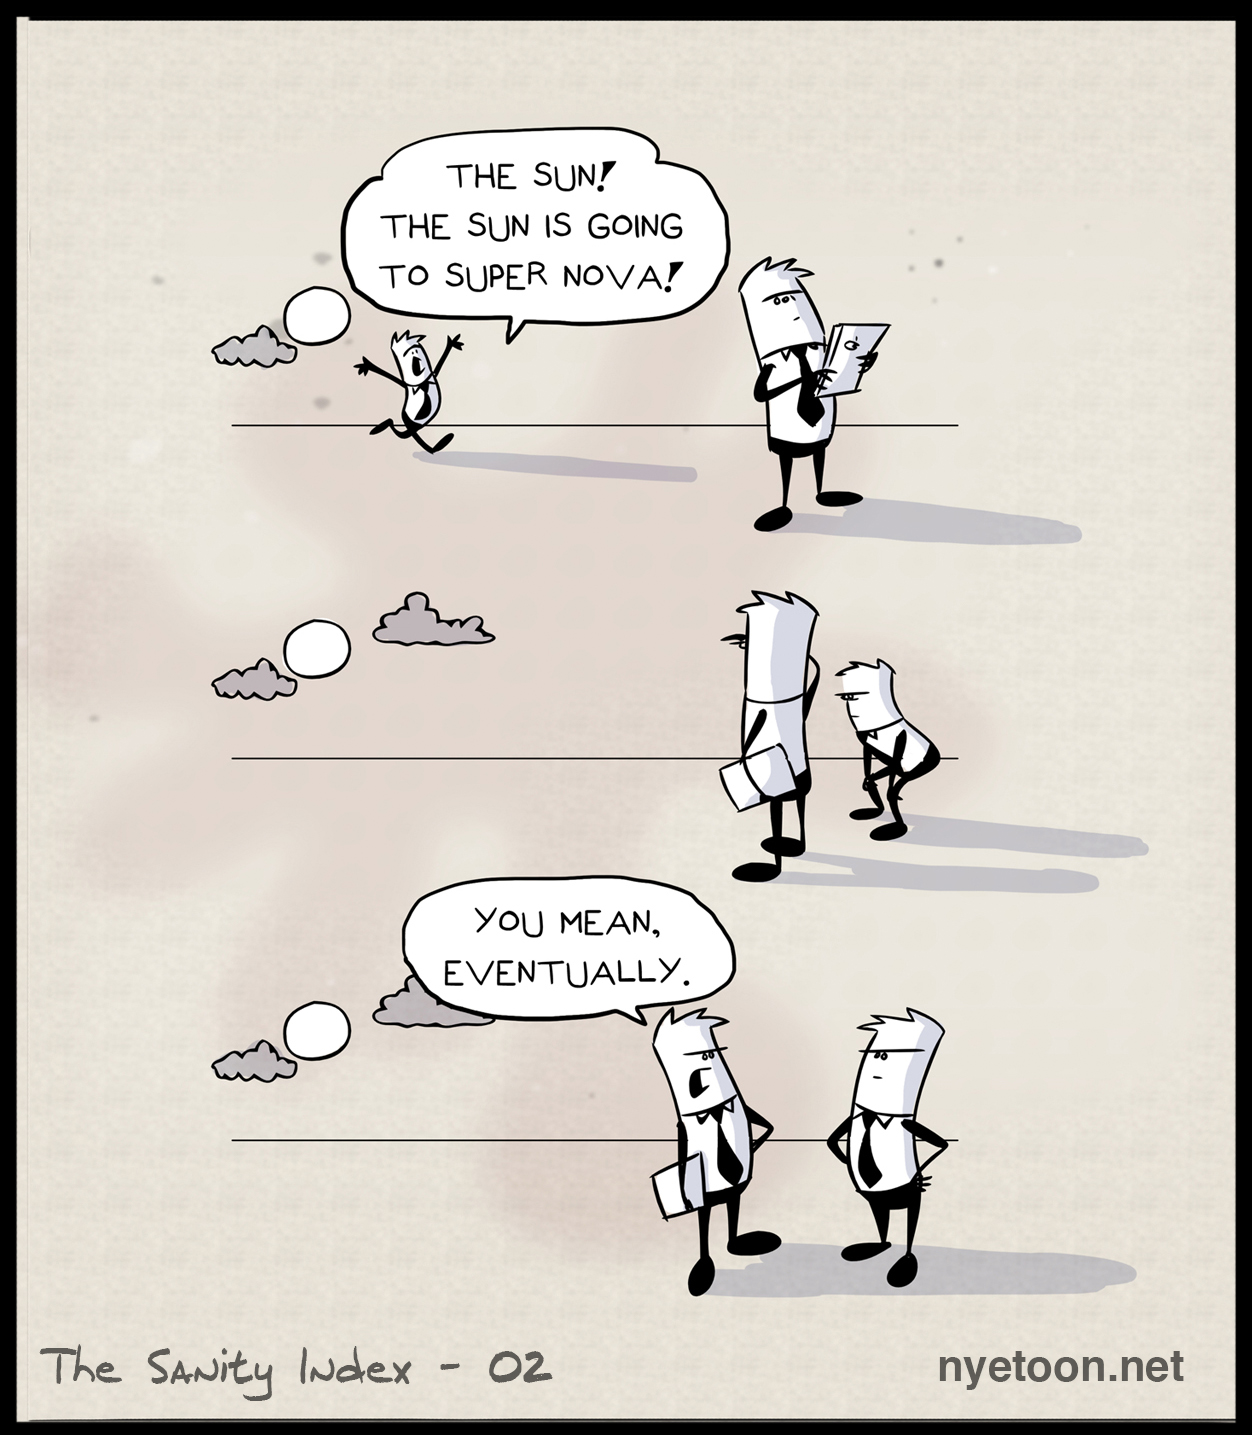 THE SUN!
THE SUN IS GOING
TO SUPER NOVA!
YOU MEAN,
EVENTUALLY.
The Sanity Index - 02
nyetoon.net